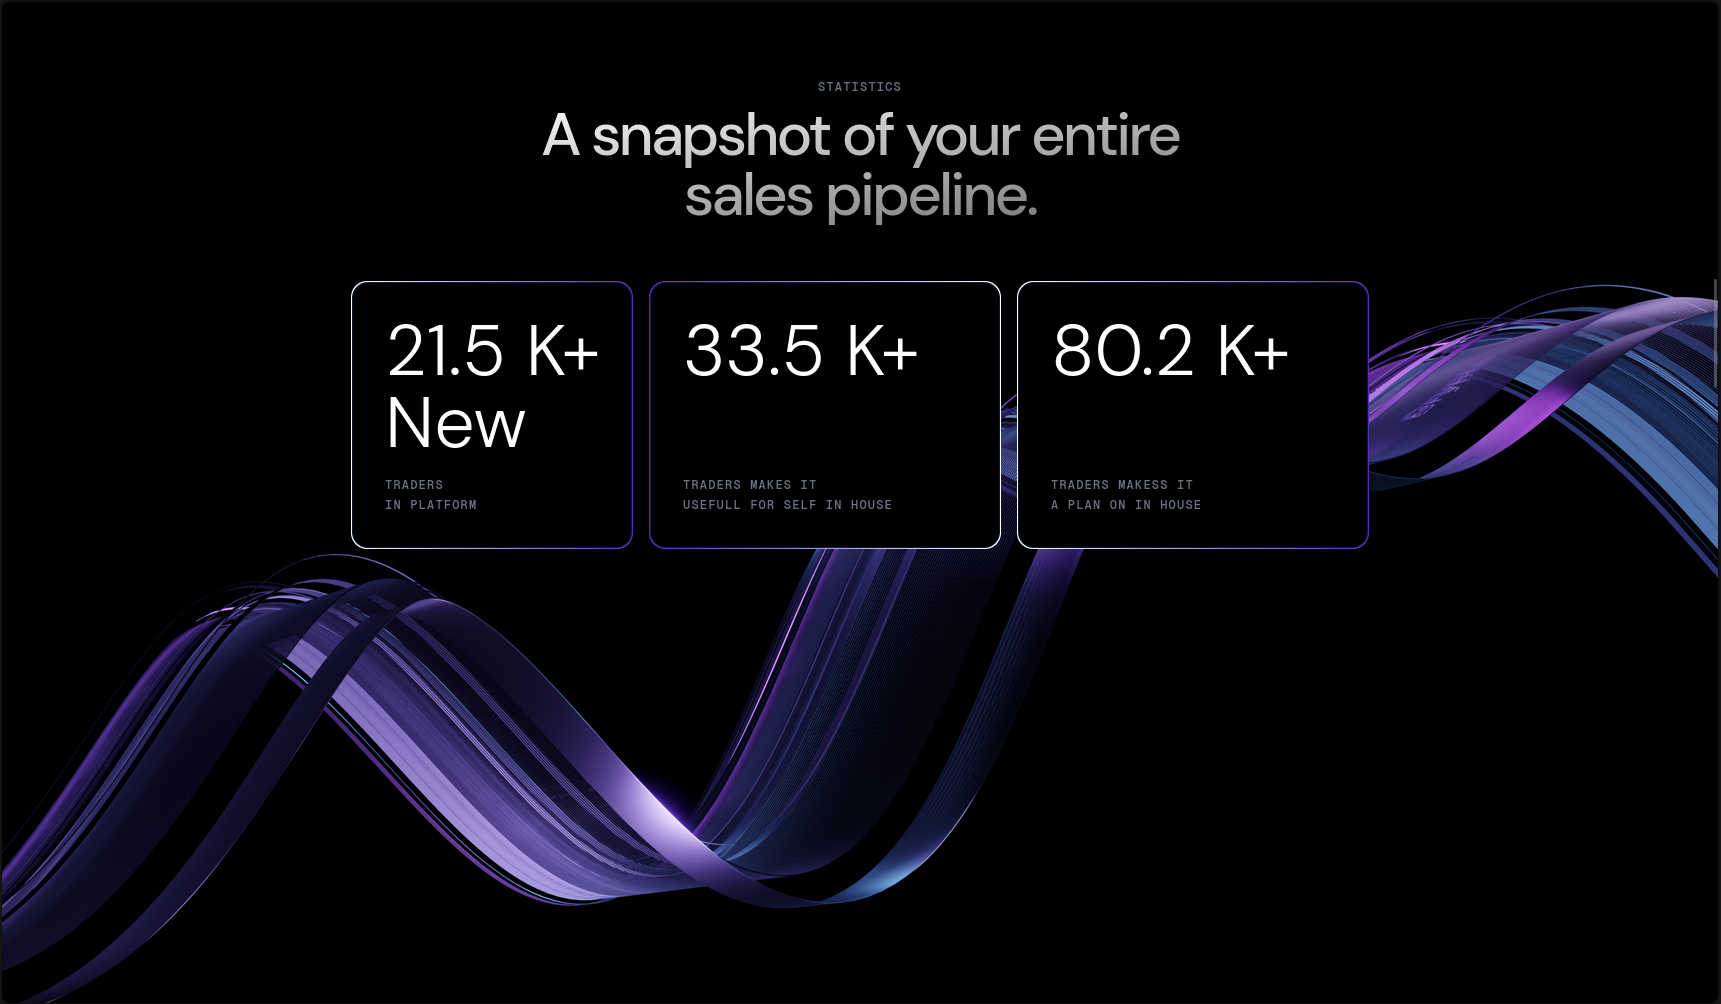 STATISTICS
A snapshot of your entire
sales pipeline.
21.5 K+
New
TRADERS
IN PLATFORM
33.5 K+
TRADERS MAKES IT
USEFULL FOR SELF IN HOUSE
80.2 K+
TRADERS MAKESS IT
A PLAN ON IN HOUSE